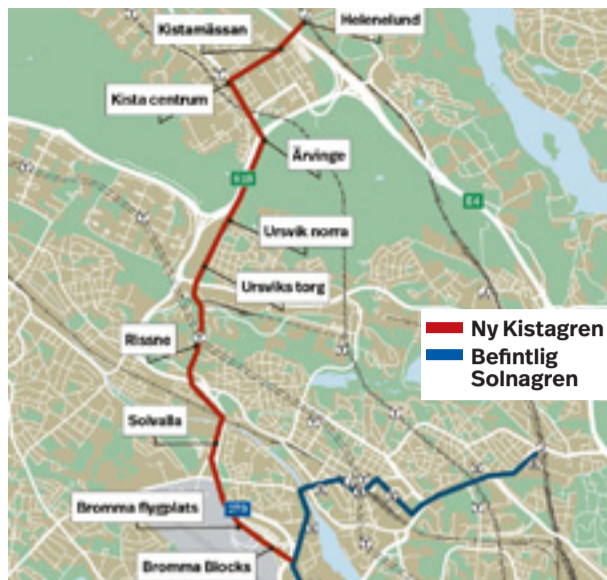 Helenelund
Kistamässan
Kista centrum
Ärvinge
E18
E4
Ursvik norra
Ursviks torg
Ny Kistagren
Befintlig
Solnagren
Rissne
Solvalla
Bromma flygplats
279
Bromma Blocks